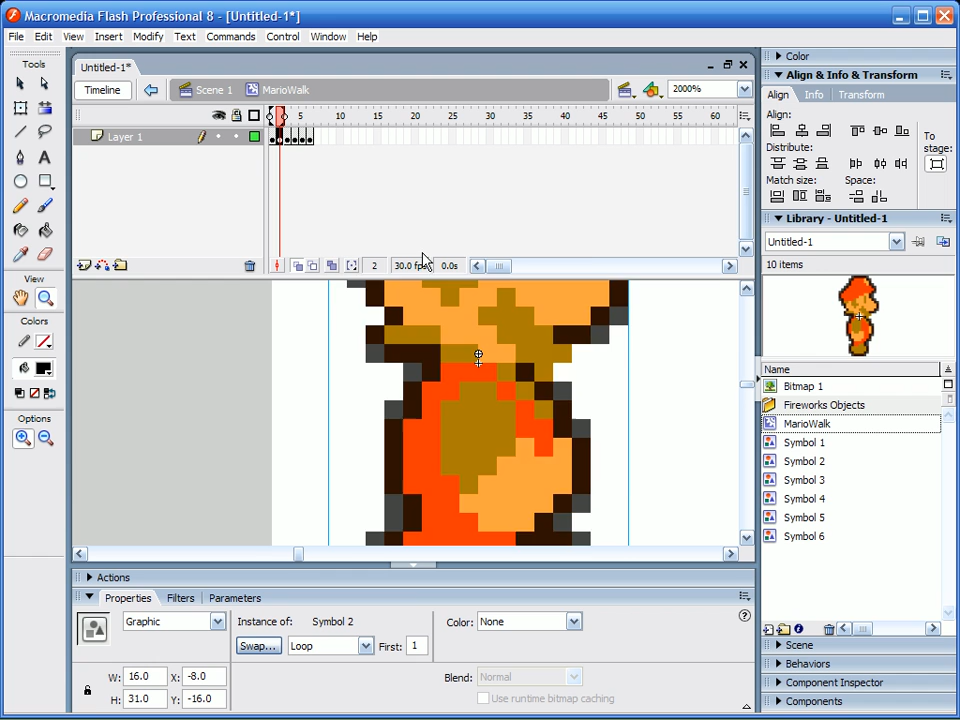 Macromedia Flash Professional 8 - [Untitled-1*]
File Edit View Insert Modify Text Commands Control Window Help
Tools
View
Colors
Options
Untitled-1*
Timeline
Scene 1
MarioWalk
2000%
5 10 15 20 25 30 35 40 45 50 55 60
Layer 1
2
30.0 fps
0.0s
Color
Align & Info & Transform
Align Info Transform
Align:
To
stage:
Distribute:
Match size:
Space:
Library - Untitled-1
Untitled-1
10 items
Name
Bitmap 1
Fireworks Objects
MarioWalk
Symbol 1
Symbol 2
Symbol 3
Symbol 4
Symbol 5
Symbol 6
Scene
Behaviors
Component Inspector
Components
Actions
Properties Filters Parameters
Graphic
Instance of: Symbol 2
Color: None
Swap...
Loop
First: 1
W: 16.0 X: -8.0
H: 31.0 Y: -16.0
Blend: Normal
Use runtime bitmap caching